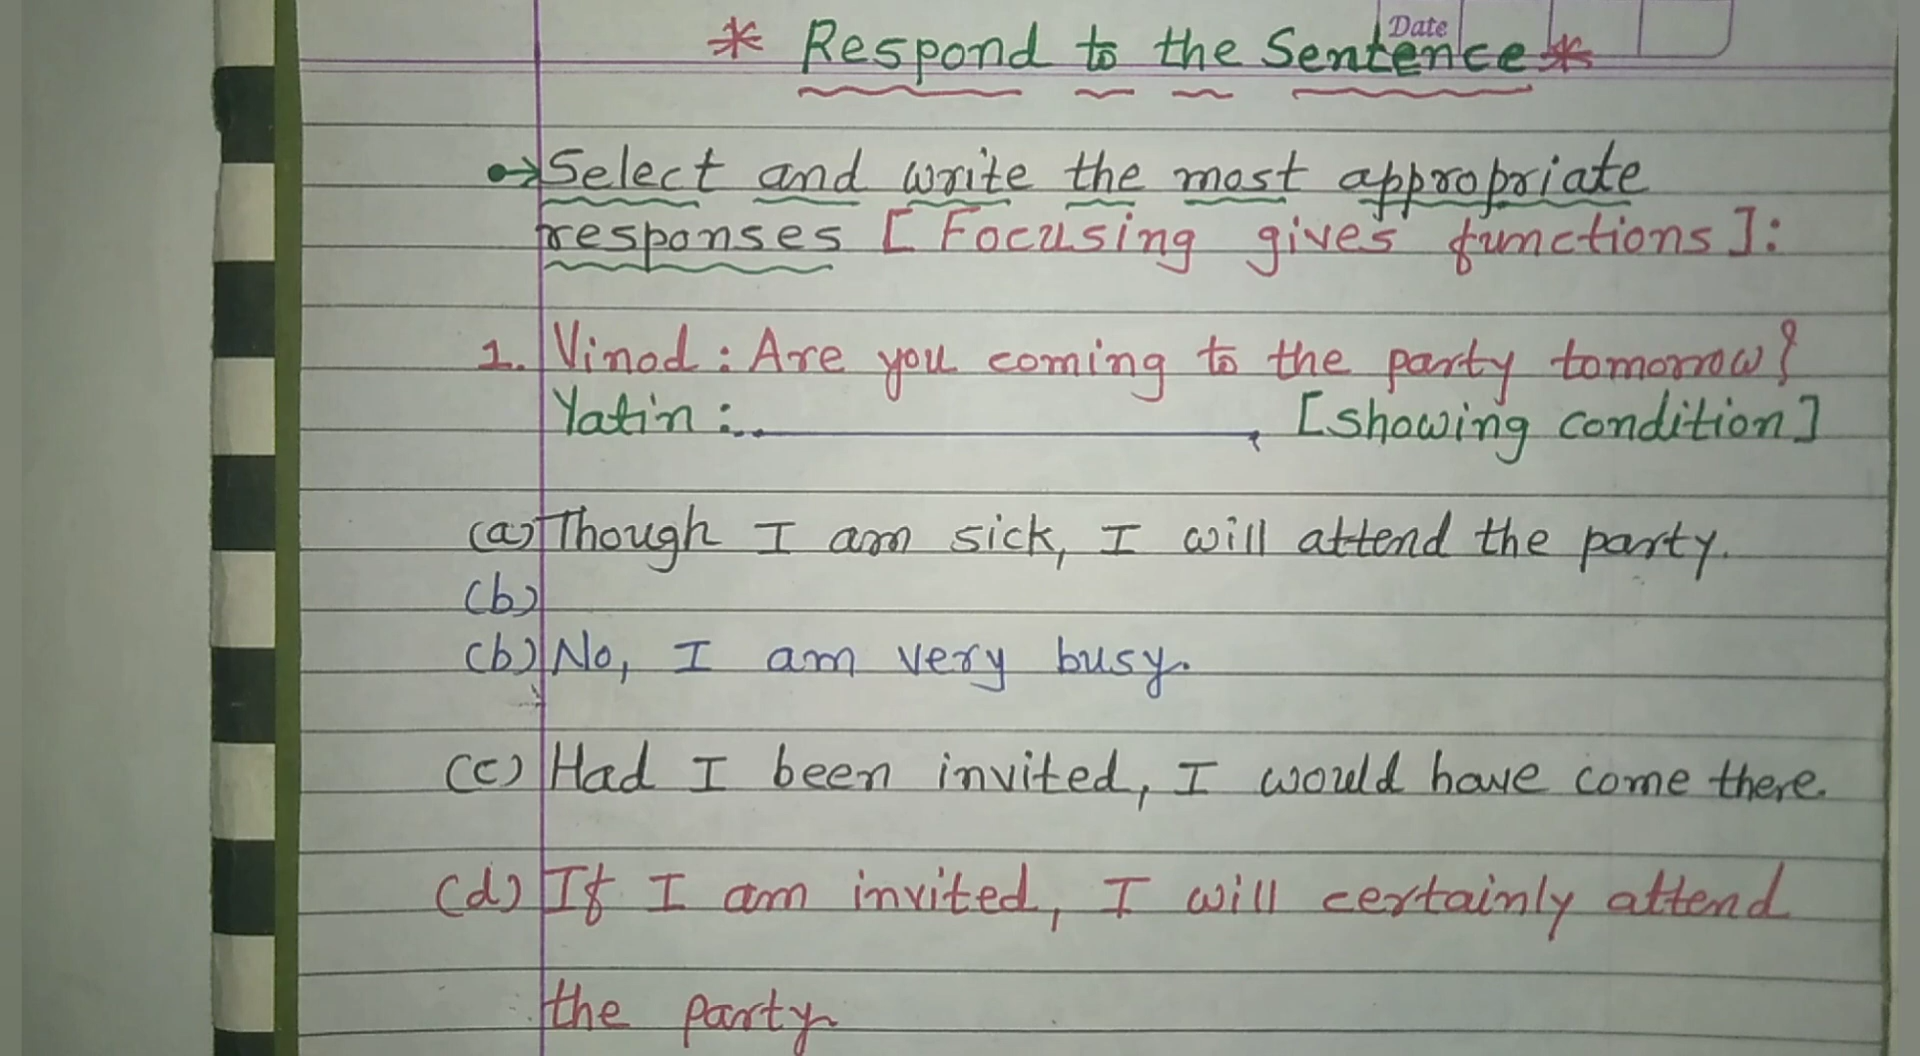 Date
* Respond to the Sentence *
Select and write the most appropriate
responses [ Focusing gives functions ]:
1. Vinod : Are you coming to the party tomorrow?
Yatin : . [showing condition]
(a) Though I am sick, I will attend the party.
(b)
(b) No, I am very busy.
(c) Had I been invited, I would have come there.
(d) If I am invited, I will certainly attend
the party